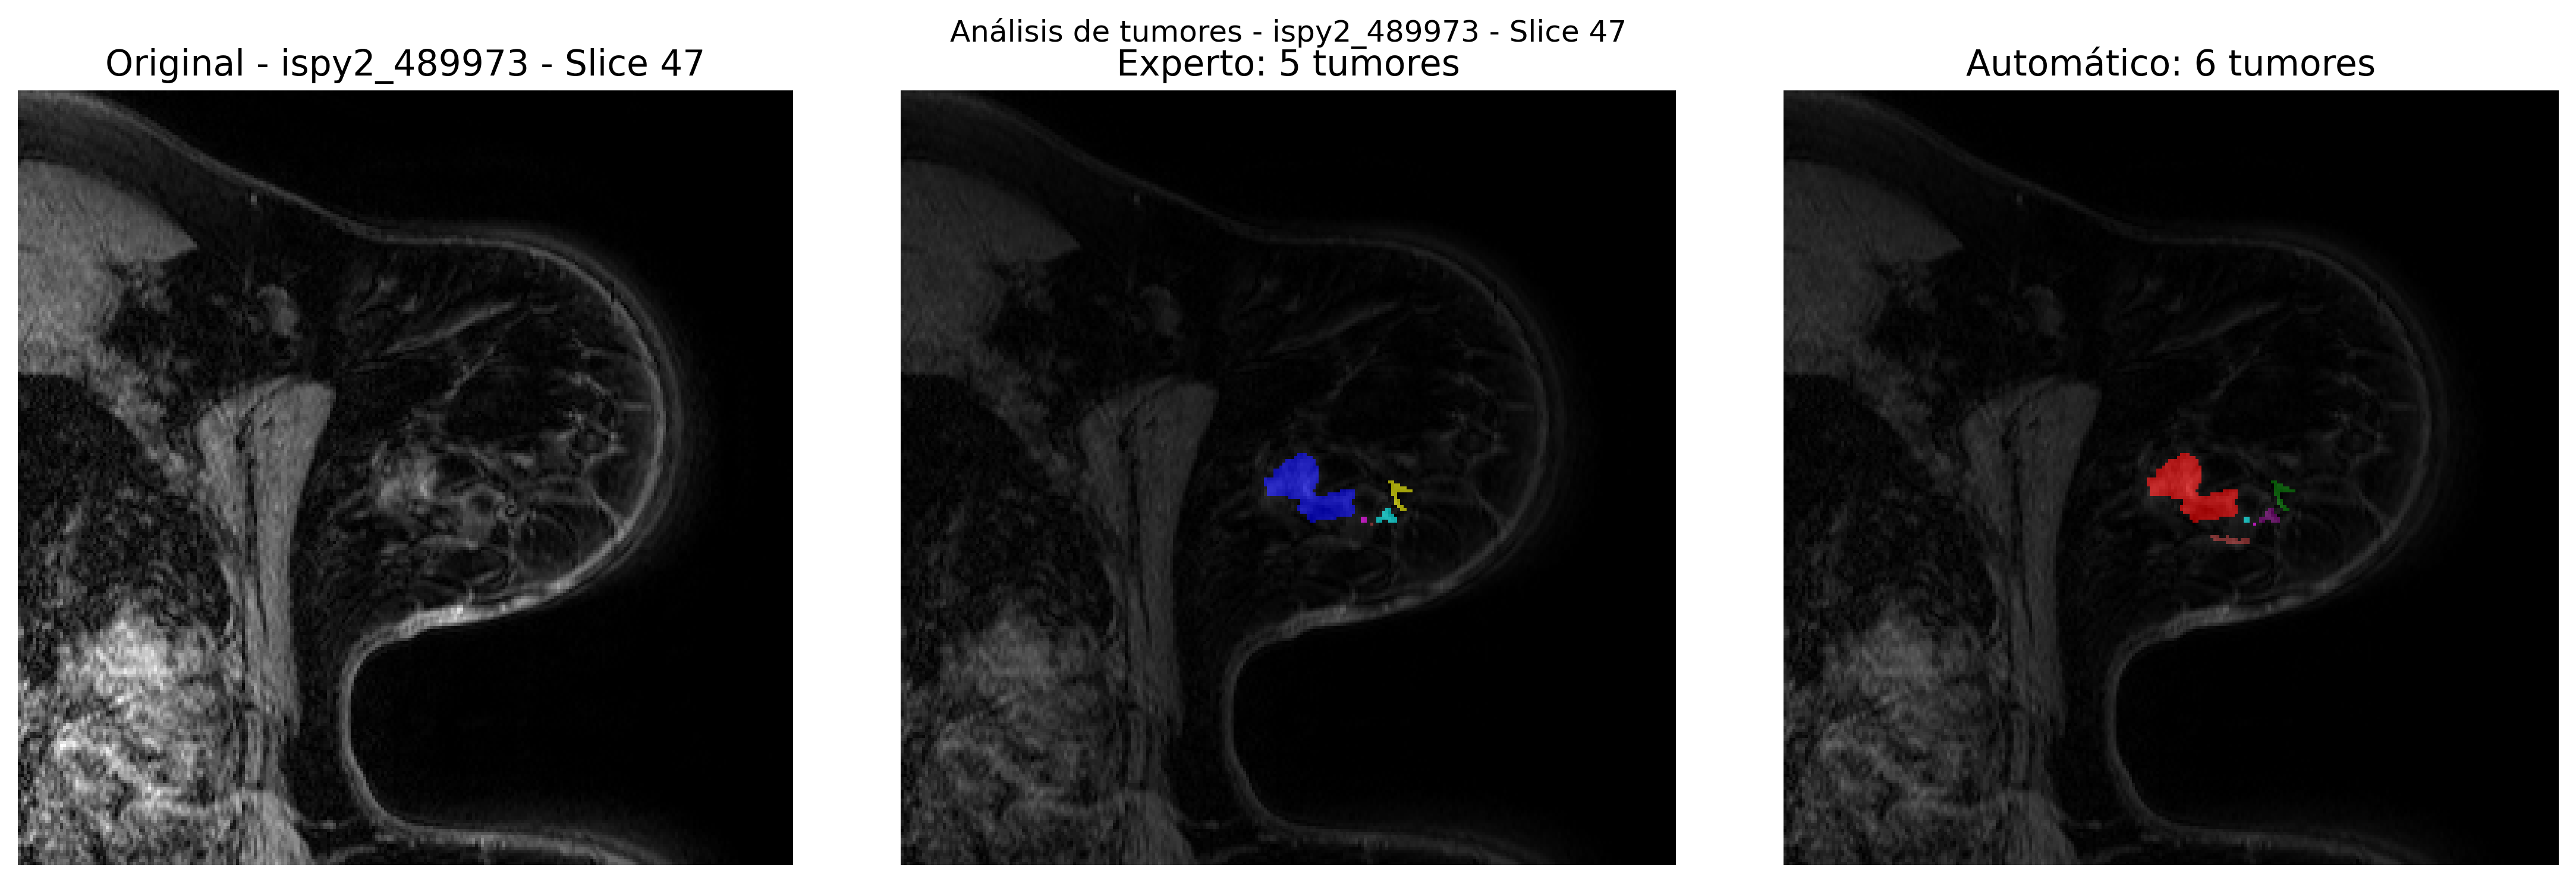 Análisis de tumores - ispy2_489973 - Slice 47
Original - ispy2_489973 - Slice 47
Experto: 5 tumores
Automático: 6 tumores